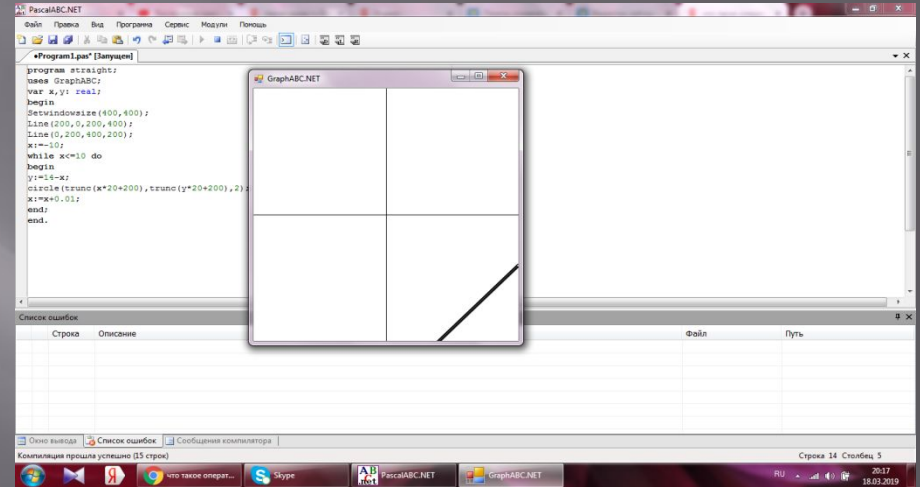 PascalABC.NET
Файл Правка Вид Программа Сервис Модули Помощь
•Program1.pas* [Запущен]
program straight;
uses GraphABC;
var x,y: real;
begin
Setwindowsize(400,400);
Line(200,0,200,400);
Line(0,200,400,200);
x:=-10;
while x<=10 do
begin
y:=14-x;
circle(trunc(x*20+200),trunc(y*20+200),2);
x:=x+0.01;
end;
end.
GraphABC.NET
Список ошибок
Строка Описание Файл Путь
Окно вывода Список ошибок Сообщения компилятора
Компиляция прошла успешно (15 строк) Строка 14 Столбец 5
что такое операт... Skype PascalABC.NET GraphABC.NET RU 20:17
18.03.2019